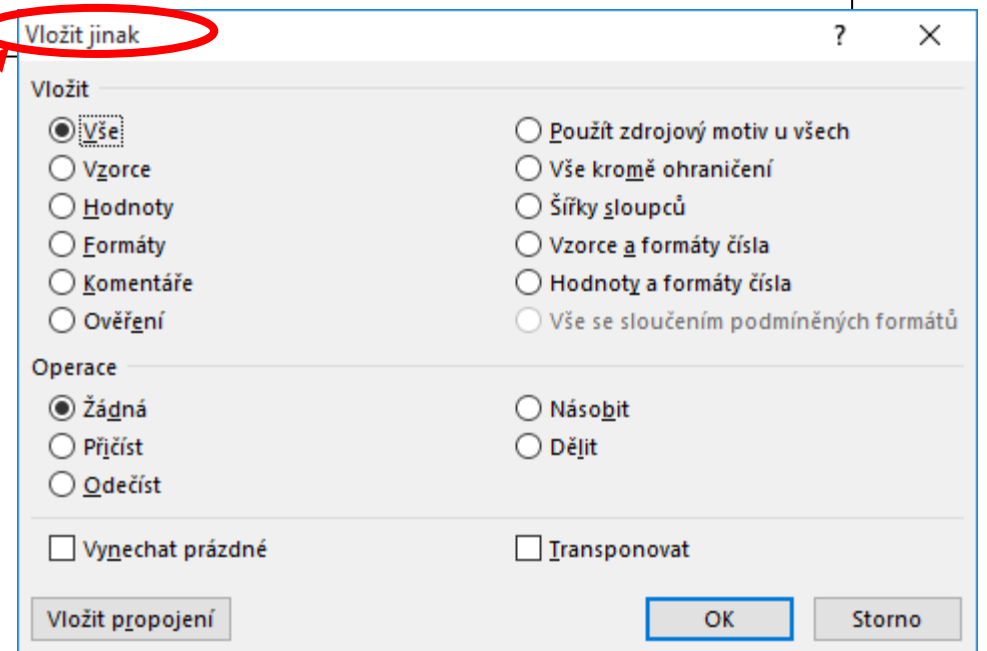 Vložit jinak ?
Vložit
Vše
Vzorce
Hodnoty
Formáty
Komentáře
Ověření
Použít zdrojový motiv u všech
Vše kromě ohraničení
Šířky sloupců
Vzorce a formáty čísla
Hodnoty a formáty čísla
Vše se sloučením podmíněných formátů
Operace
Žádná
Přičíst
Odečíst
Násobit
Dělit
Vynechat prázdné
Transponovat
Vložit propojení
OK
Storno